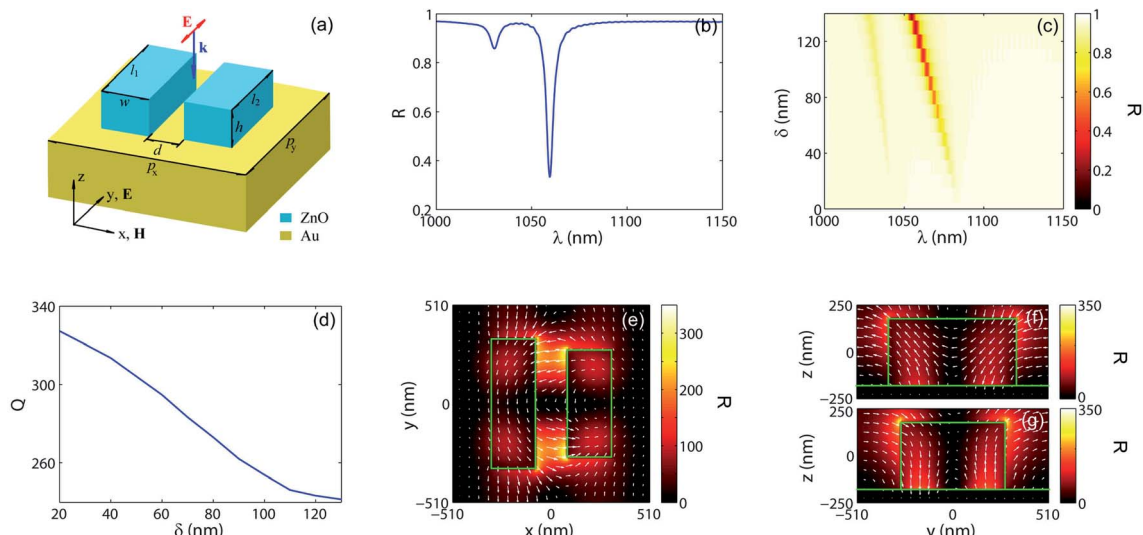 (a)
E
k
l1
l2
w
h
d
px
py
z
y, E
x, H
ZnO
Au
(b)
R
1
0.8
0.6
0.4
0.2
1000 1050 1100 1150
λ (nm)
(c)
δ (nm)
120
80
40
0
1000 1050 1100 1150
λ (nm)
1
0.8
0.6
0.4
0.2
0
R
(d)
Q
340
320
300
280
260
240
20 40 60 80 100 120
δ (nm)
(e)
y (nm)
510
0
−510
−510 0 510
x (nm)
300
200
100
0
R
(f)
z (nm)
250
0
−250
350
0
R
(g)
z (nm)
250
0
−250
−510 0 510
y (nm)
350
0
R